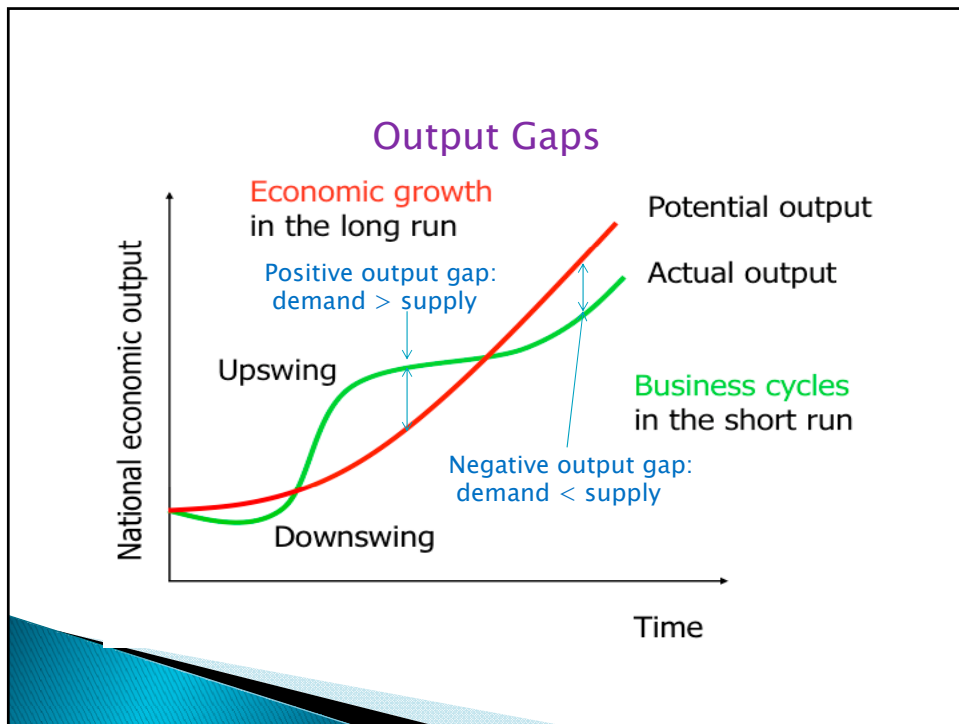 Output Gaps
Economic growth
in the long run
Potential output
Positive output gap:
demand > supply
Actual output
Upswing
Business cycles
in the short run
Negative output gap:
demand < supply
Downswing
National economic output
Time